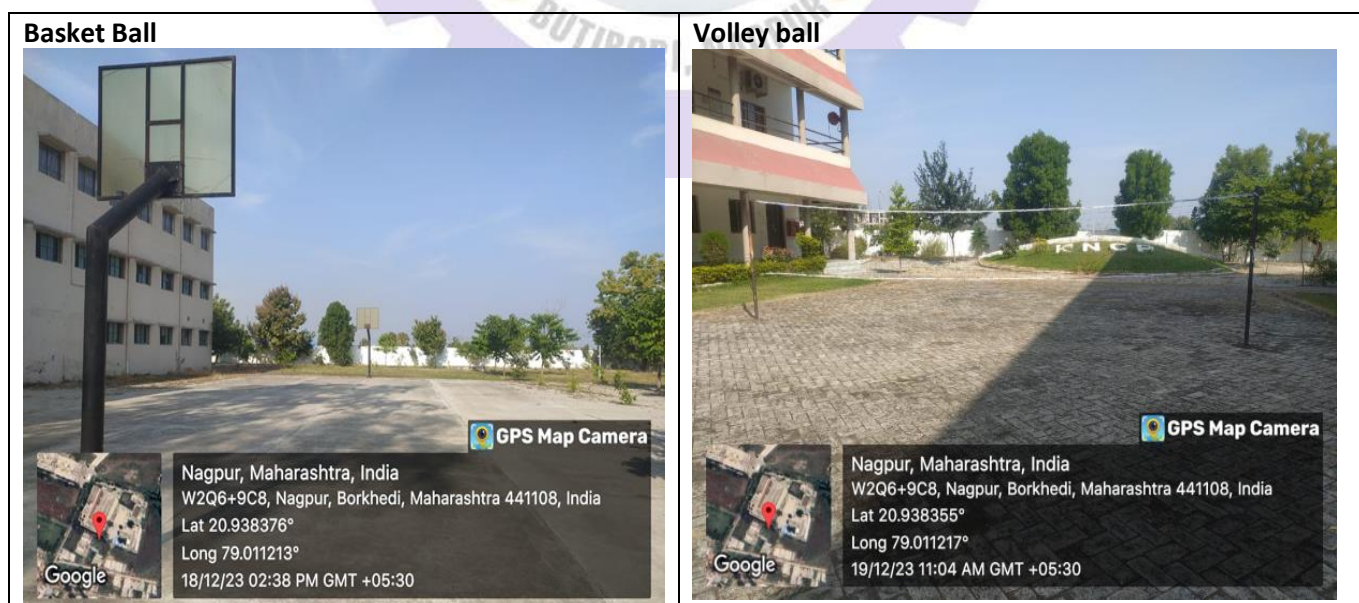 BUTIBORI, NAGPUR
Basket Ball
Volley ball
KNCP
GPS Map Camera
Nagpur, Maharashtra, India
W2Q6+9C8, Nagpur, Borkhedi, Maharashtra 441108, India
Lat 20.938376°
Long 79.011213°
18/12/23 02:38 PM GMT +05:30
Google
GPS Map Camera
Nagpur, Maharashtra, India
W2Q6+9C8, Nagpur, Borkhedi, Maharashtra 441108, India
Lat 20.938355°
Long 79.011217°
19/12/23 11:04 AM GMT +05:30
Google